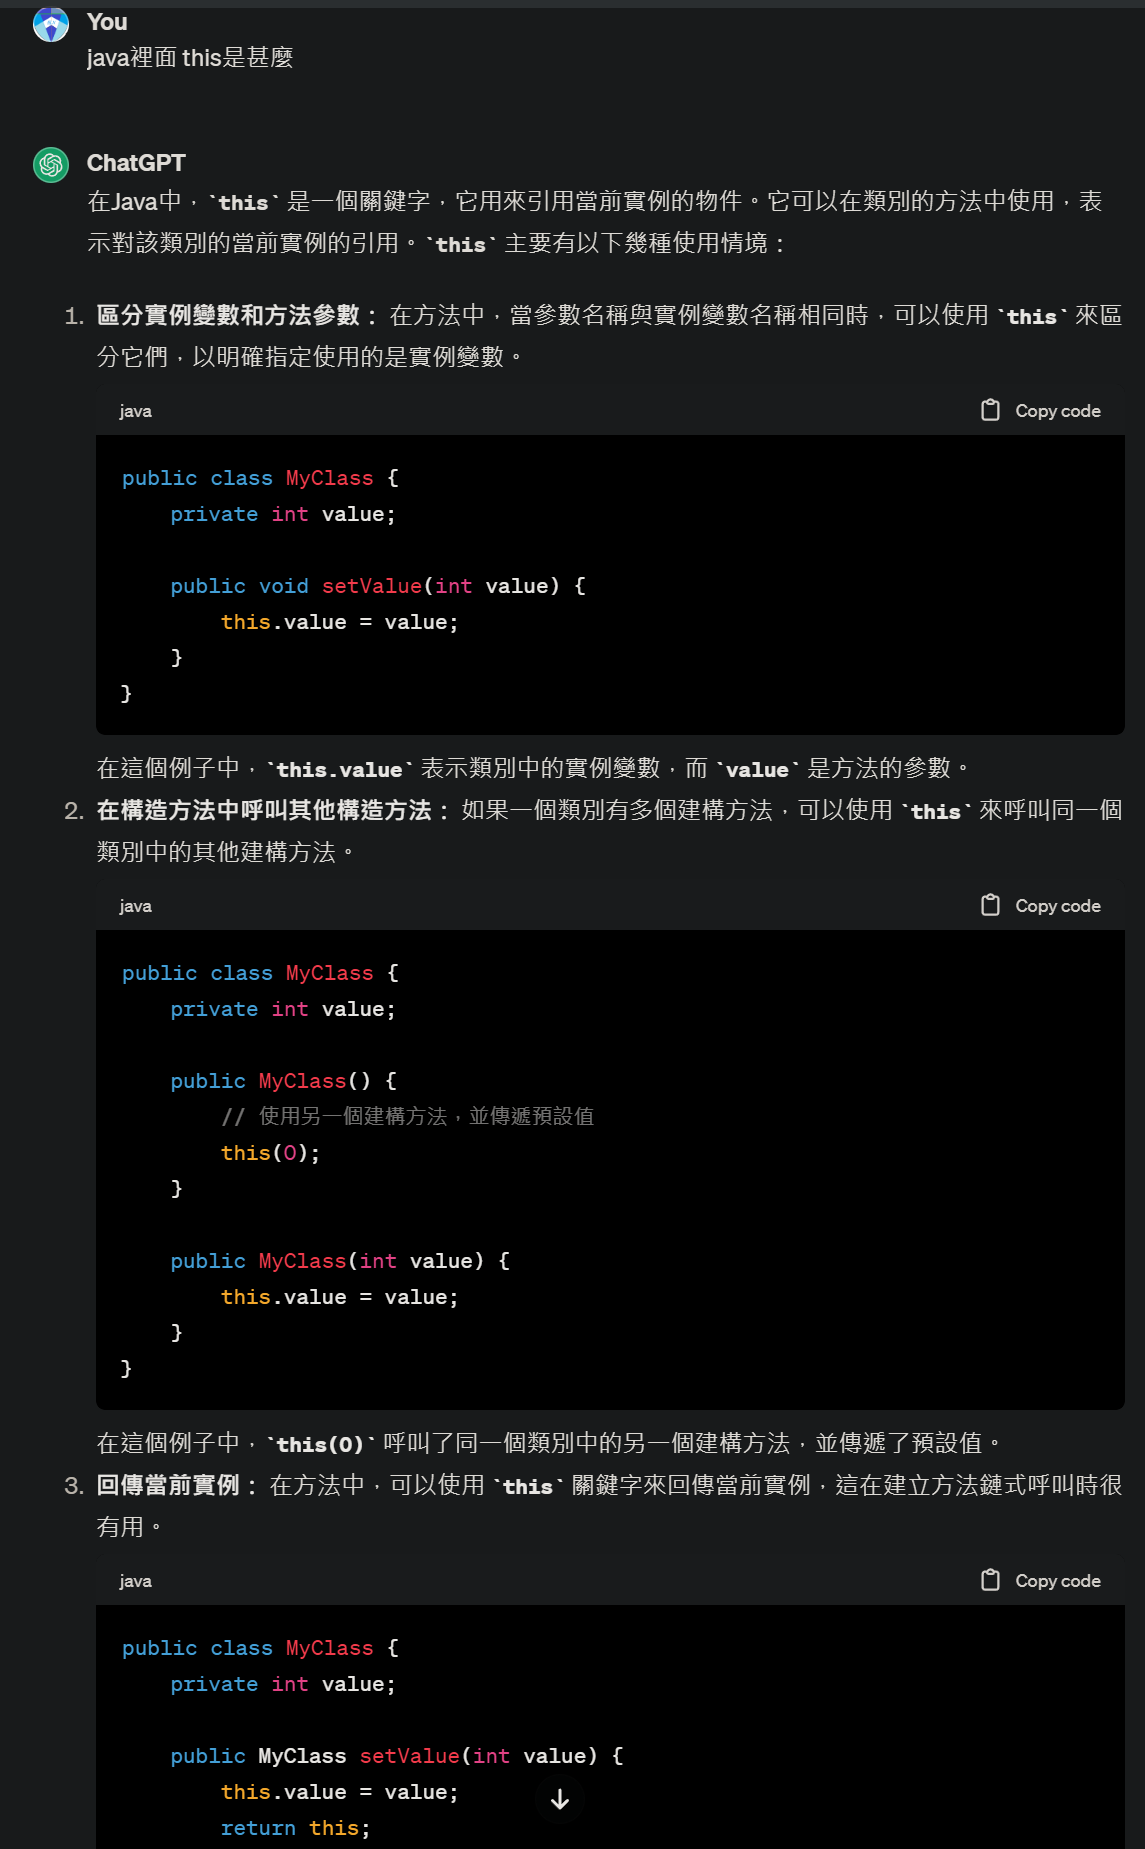 You
java裡面 this是甚麼
ChatGPT
在Java中，`this` 是一個關鍵字，它用來引用當前實例的物件。它可以在類別的方法中使用，表
示對該類別的當前實例的引用。`this` 主要有以下幾種使用情境：
1. 區分實例變數和方法參數： 在方法中，當參數名稱與實例變數名稱相同時，可以使用 `this` 來區
分它們，以明確指定使用的是實例變數。
java Copy code
public class MyClass {
    private int value;
    public void setValue(int value) {
        this.value = value;
    }
}
在這個例子中，`this.value` 表示類別中的實例變數，而 `value` 是方法的參數。
2. 在構造方法中呼叫其他構造方法： 如果一個類別有多個建構方法，可以使用 `this` 來呼叫同一個
類別中的其他建構方法。
java Copy code
public class MyClass {
    private int value;
    public MyClass() {
        // 使用另一個建構方法，並傳遞預設值
        this(0);
    }
    public MyClass(int value) {
        this.value = value;
    }
}
在這個例子中，`this(0)` 呼叫了同一個類別中的另一個建構方法，並傳遞了預設值。
3. 回傳當前實例： 在方法中，可以使用 `this` 關鍵字來回傳當前實例，這在建立方法鏈式呼叫時很
有用。
java Copy code
public class MyClass {
    private int value;
    public MyClass setValue(int value) {
        this.value = value;
        return this;